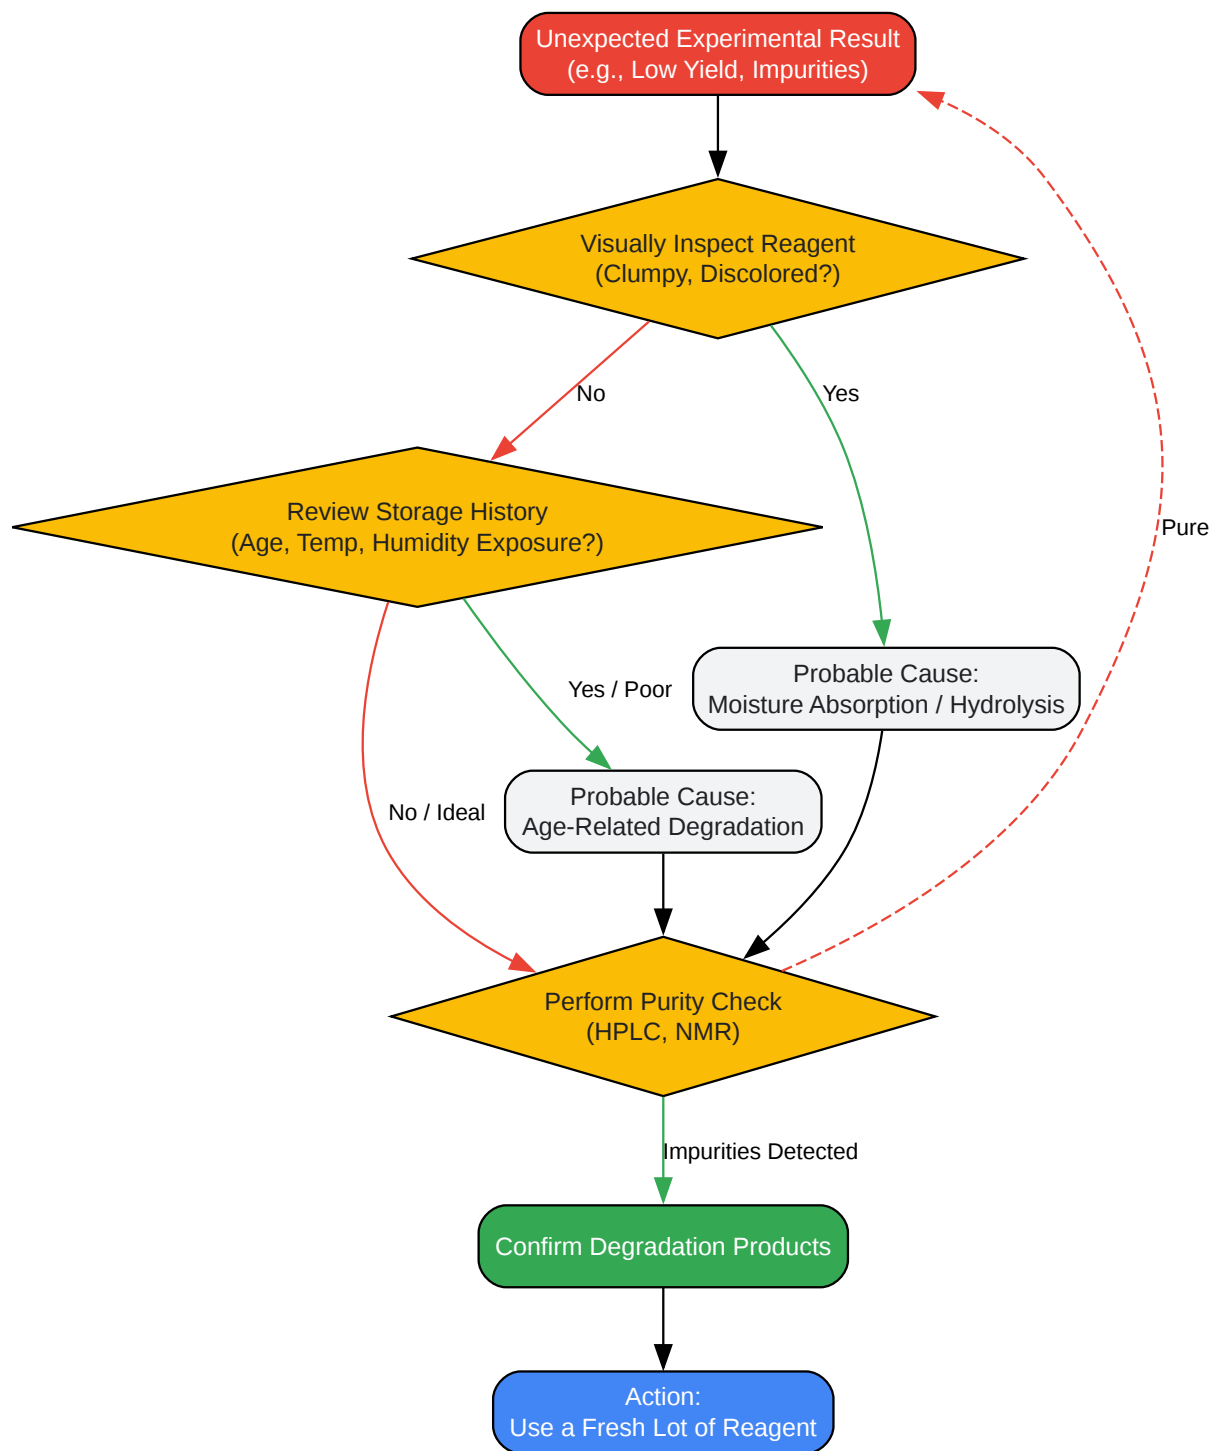 Unexpected Experimental Result
(e.g., Low Yield, Impurities)
Visually Inspect Reagent
(Clumpy, Discolored?)
No
Yes
Review Storage History
(Age, Temp, Humidity Exposure?)
Pure
Probable Cause:
Moisture Absorption / Hydrolysis
Yes / Poor
No / Ideal
Probable Cause:
Age-Related Degradation
Perform Purity Check
(HPLC, NMR)
Impurities Detected
Confirm Degradation Products
Action:
Use a Fresh Lot of Reagent